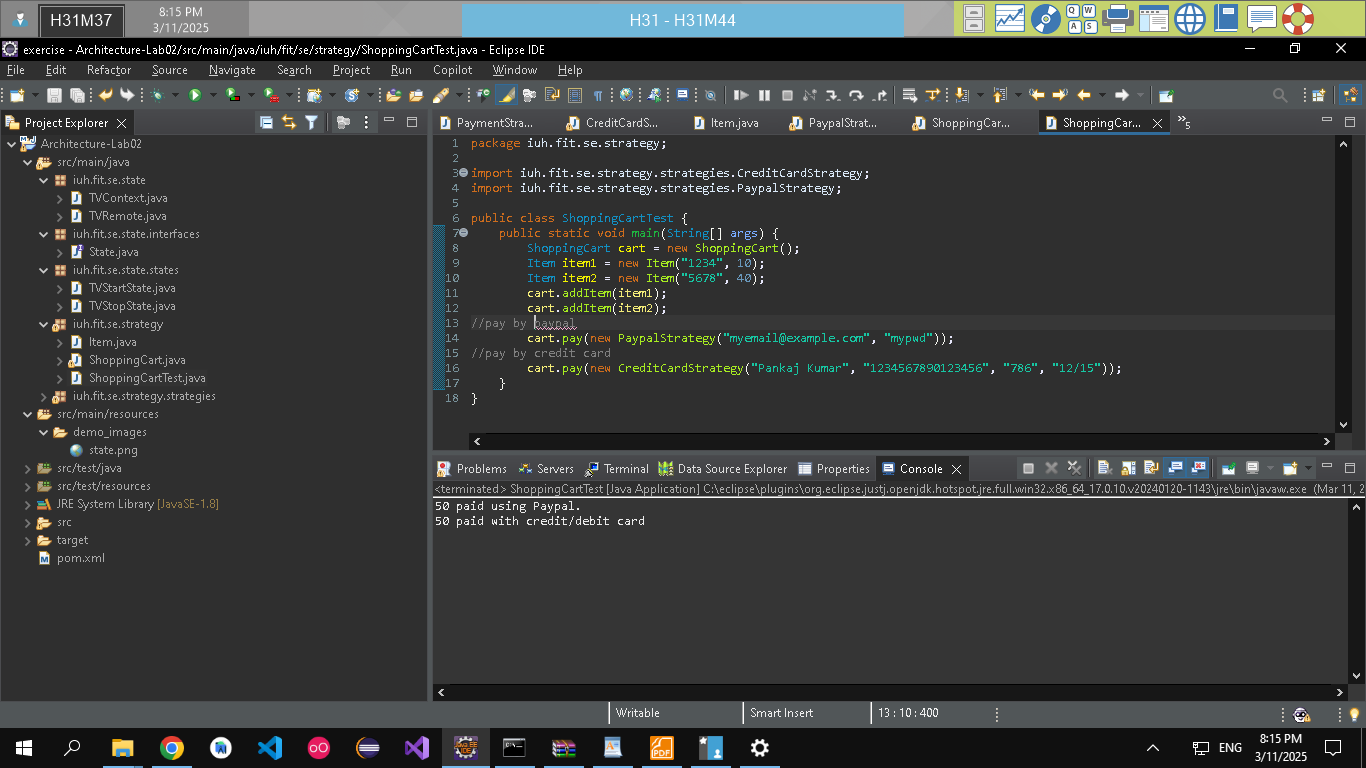 H31M37
8:15 PM
3/11/2025
H31 - H31M44
Q W
A S
exercise - Architecture-Lab02/src/main/java/iuh/fit/se/strategy/ShoppingCartTest.java - Eclipse IDE
File Edit Refactor Source Navigate Search Project Run Copilot Window Help
Project Explorer
Architecture-Lab02
src/main/java
iuh.fit.se.state
TVContext.java
TVRemote.java
iuh.fit.se.state.interfaces
State.java
iuh.fit.se.state.states
TVStartState.java
TVStopState.java
iuh.fit.se.strategy
Item.java
ShoppingCart.java
ShoppingCartTest.java
iuh.fit.se.strategy.strategies
src/main/resources
demo_images
state.png
src/test/java
src/test/resources
JRE System Library [JavaSE-1.8]
src
target
pom.xml
PaymentStra... CreditCardS... Item.java PaypalStrat... ShoppingCar... ShoppingCar... »5
1 package iuh.fit.se.strategy;
2
3 import iuh.fit.se.strategy.strategies.CreditCardStrategy;
4 import iuh.fit.se.strategy.strategies.PaypalStrategy;
5
6 public class ShoppingCartTest {
7 public static void main(String[] args) {
8 ShoppingCart cart = new ShoppingCart();
9 Item item1 = new Item("1234", 10);
10 Item item2 = new Item("5678", 40);
11 cart.addItem(item1);
12 cart.addItem(item2);
13 //pay by paypal
14 cart.pay(new PaypalStrategy("myemail@example.com", "mypwd"));
15 //pay by credit card
16 cart.pay(new CreditCardStrategy("Pankaj Kumar", "1234567890123456", "786", "12/15"));
17 }
18 }
Problems Servers Terminal Data Source Explorer Properties Console
<terminated> ShoppingCartTest [Java Application] C:\eclipse\plugins\org.eclipse.justj.openjdk.hotspot.jre.full.win32.x86_64_17.0.10.v20240120-1143\jre\bin\javaw.exe (Mar 11, 2
50 paid using Paypal.
50 paid with credit/debit card
Writable Smart Insert 13 : 10 : 400
ENG
8:15 PM
3/11/2025